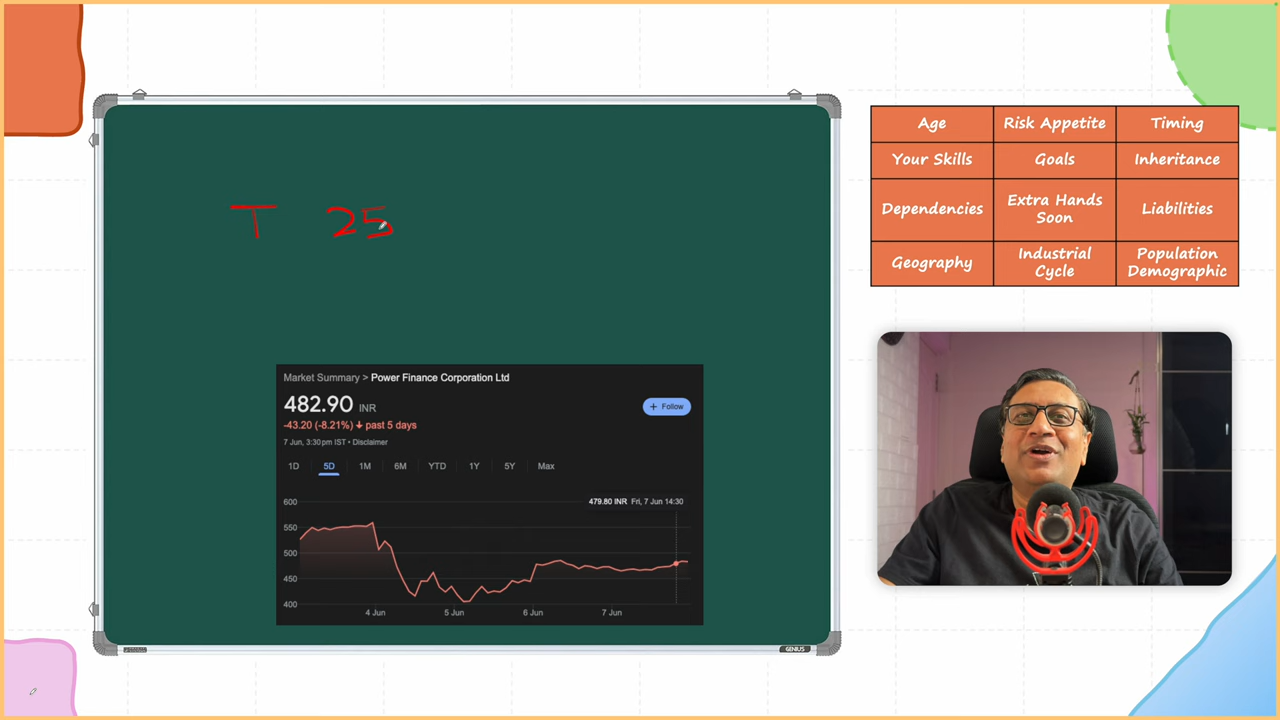 T 25
Market Summary > Power Finance Corporation Ltd
482.90 INR
+ Follow
-43.20 (-8.21%) ↓ past 5 days
7 Jun, 3:30 pm IST • Disclaimer
1D 5D 1M 6M YTD 1Y 5Y Max
479.80 INR Fri, 7 Jun 14:30
600
550
500
450
400
4 Jun 5 Jun 6 Jun 7 Jun
GENIUS
Age Risk Appetite Timing
Your Skills Goals Inheritance
Dependencies Extra Hands Soon Liabilities
Geography Industrial Cycle Population Demographic